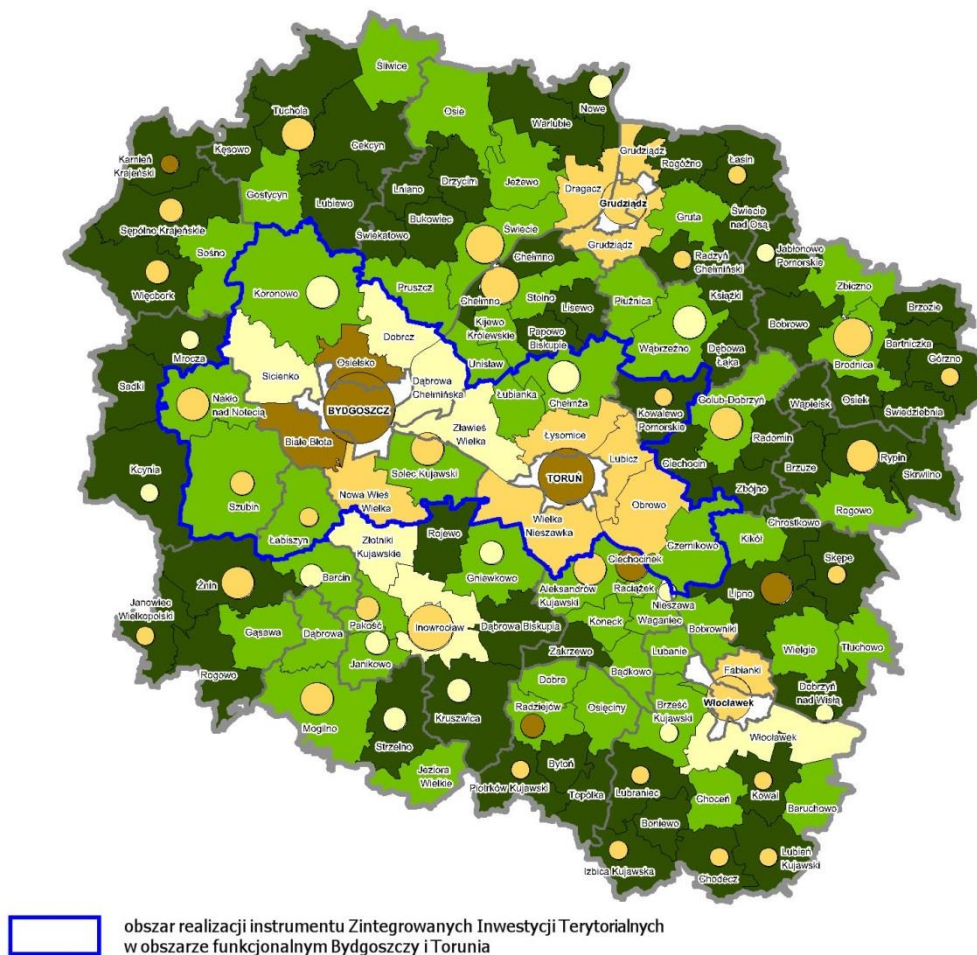 Śliwice
Osie
Nowe
Tuchola
Warlubie
Kęsowo
Cekcyn
Grudziądz
Rogóźno
Łasin
Kamień
Krajeński
Gostycyn
Lubiewo
Lniano
Drzycim
Jeżewo
Dragacz
Grudziądz
Bukowiec
Gruta
Świecie
nad Osą
Sępólno Krajeńskie
Świekatowo
Świecie
Grudziądz
Sośno
Chełmno
Radzyń
Chełmiński
Jabłonowo
Pomorskie
Więcbork
Koronowo
Pruszcz
Chełmno
Stolno
Płużnica
Książki
Zbiczno
Lisewo
Brzozie
Dobrcz
Kijewo
Królewskie
Papowo
Biskupie
Bobrowo
Bartniczka
Mrocza
Unisław
Wąbrzeźno
Dębowa
Łąka
Brodnica
Górzno
Sadki
Sicienko
Osielsko
Dąbrowa
Chełmińska
Łubianka
Chełmża
Nakło
nad Notecią
BYDGOSZCZ
Kowalewo
Pomorskie
Golub-Dobrzyń
Wąpielsk
Osiek
Świedziebnia
Białe Błota
Zławieś
Wielka
Łysomice
Radomin
Kcynia
Solec Kujawski
Lubicz
Ciechocin
Brzuze
Rypin
Skrwilno
TORUŃ
Zbójno
Szubin
Nowa Wieś
Wielka
Wielka
Nieszawka
Obrowo
Rogowo
Łabiszyn
Rojewo
Czernikowo
Kikół
Chrostkowo
Złotniki
Kujawskie
Ciechocinek
Skępe
Żnin
Barcin
Gniewkowo
Aleksandrów
Kujawski
Raciążek
Nieszawa
Lipno
Janowiec
Wielkopolski
Pakość
Inowrocław
Dąbrowa Biskupia
Koneck
Waganiec
Bobrowniki
Gąsawa
Dąbrowa
Janikowo
Zakrzewo
Lubanie
Wielgie
Tłuchowo
Rogowo
Bądkowo
Fabianki
Dobre
Mogilno
Kruszwica
Radziejów
Osięciny
Brześć
Kujawski
Włocławek
Dobrzyń
nad Wisłą
Strzelno
Włocławek
Jeziora
Wielkie
Bytoń
Piotrków Kujawski
Topólka
Lubraniec
Choceń
Kowal
Baruchowo
Boniewo
Izbica Kujawska
Chodecz
Lubień
Kujawski
obszar realizacji instrumentu Zintegrowanych Inwestycji Terytorialnych
w obszarze funkcjonalnym Bydgoszczy i Torunia